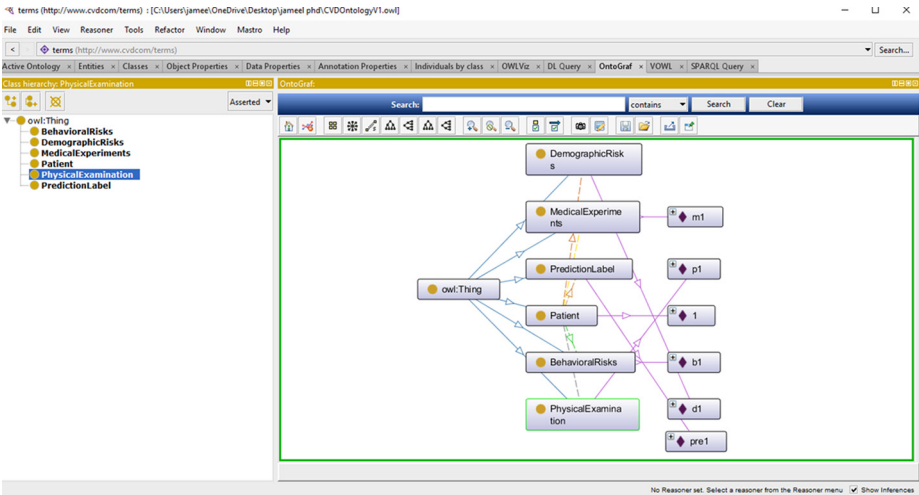 terms (http://www.cvdcom/terms) : [C:\Users\jamee\OneDrive\Desktop\jameel phd\CVDOntologyV1.owl]
File Edit View Reasoner Tools Refactor Window Mastro Help
< terms (http://www.cvdcom/terms) Search...
Active Ontology × Entities × Classes × Object Properties × Data Properties × Annotation Properties × Individuals by class × OWLViz × DL Query × OntoGraf × VOWL × SPARQL Query ×
Class hierarchy: PhysicalExamination
Asserted
owl:Thing
BehavioralRisks
DemographicRisks
MedicalExperiments
Patient
PhysicalExamination
PredictionLabel
OntoGraf:
Search: contains Search Clear
DemographicRisk
s
MedicalExperime
nts
m1
PredictionLabel
p1
owl:Thing
Patient
1
BehavioralRisks
b1
PhysicalExamina
tion
d1
pre1
No Reasoner set. Select a reasoner from the Reasoner menu Show Inferences